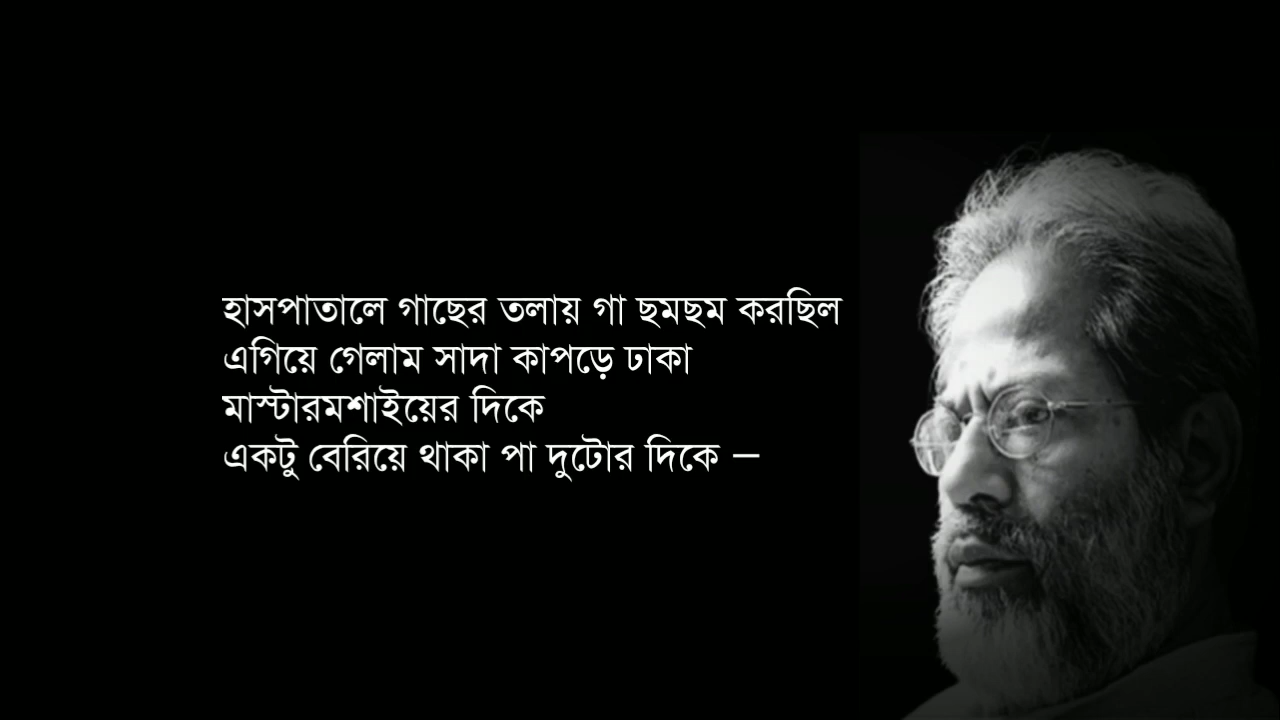 হাসপাতালে গাছের তলায় গা ছমছম করছিল
এগিয়ে গেলাম সাদা কাপড়ে ঢাকা
মাস্টারমশাইয়ের দিকে
একটু বেরিয়ে থাকা পা দুটোর দিকে —